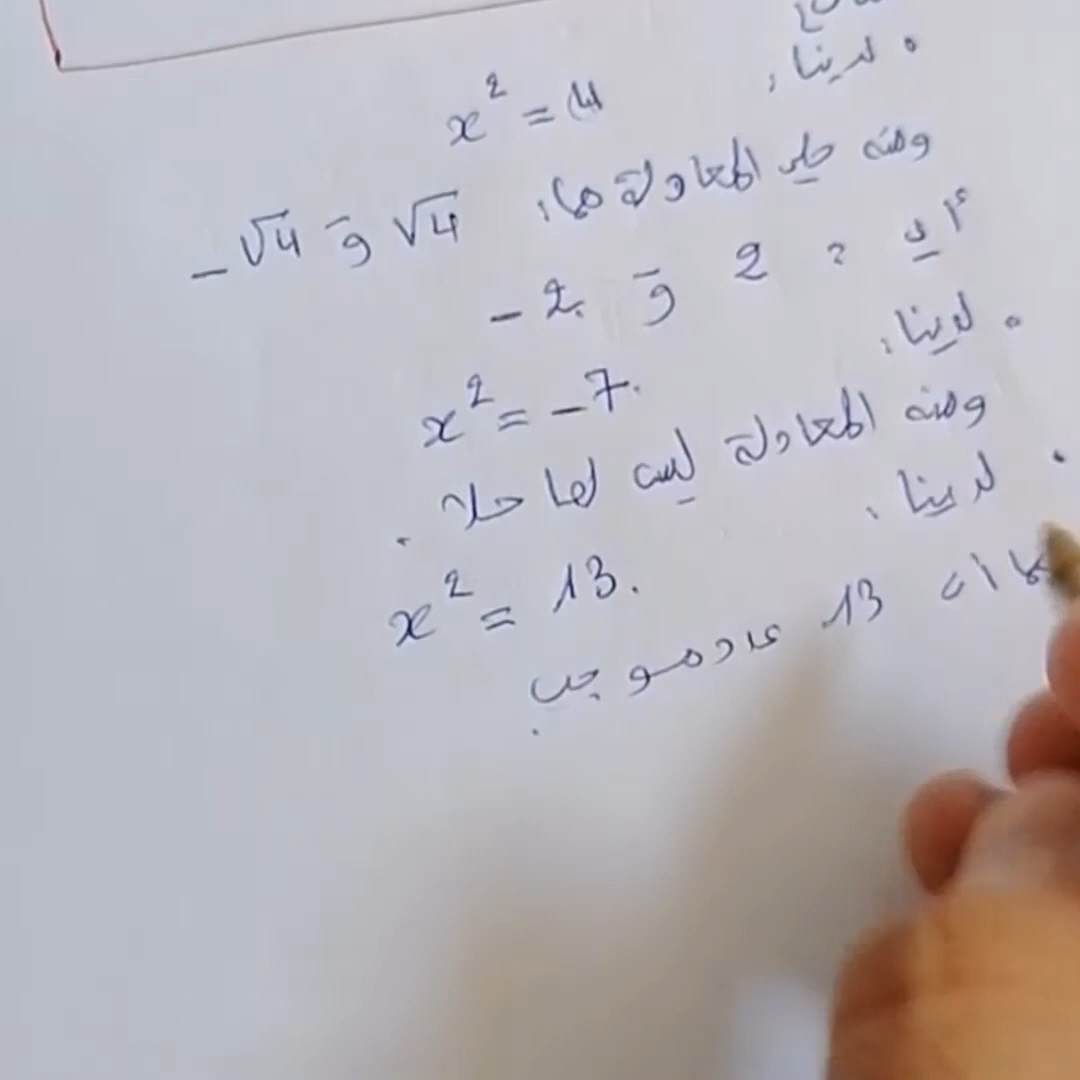 • لدينا:
x² = 4
ومنه حلي المعادلة هما: √4 و -√4
أي: 2 و -2.
• لدينا:
x² = -7.
ومنه المعادلة ليس لها حلا.
• لدينا:
x² = 13.
بما أن 13 عدد موجب.